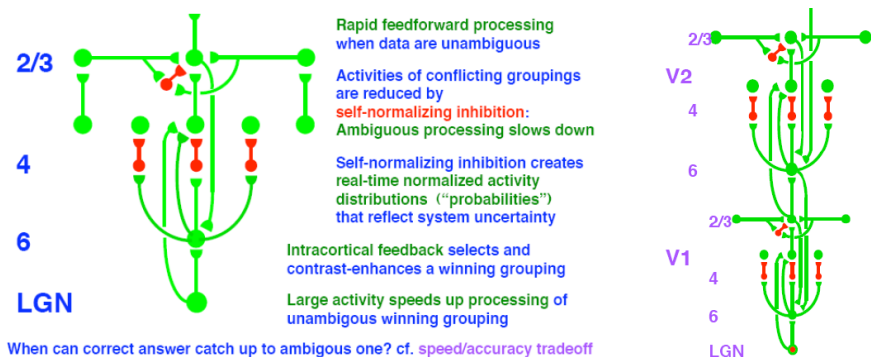 2/3
4
6
LGN
Rapid feedforward processing
when data are unambiguous
Activities of conflicting groupings
are reduced by
self-normalizing inhibition:
Ambiguous processing slows down
Self-normalizing inhibition creates
real-time normalized activity
distributions ("probabilities")
that reflect system uncertainty
Intracortical feedback selects and
contrast-enhances a winning grouping
Large activity speeds up processing of
unambigous winning grouping
When can correct answer catch up to ambigous one? cf. speed/accuracy tradeoff
2/3
V2
4
6
2/3
V1
4
6
LGN